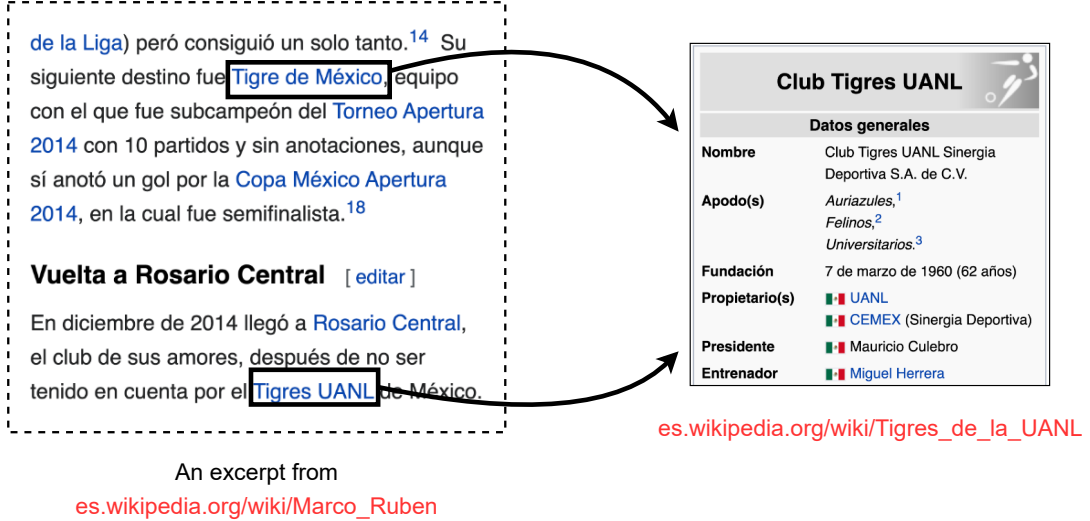 de la Liga) peró consiguió un solo tanto.14 Su
siguiente destino fue Tigre de México, equipo
con el que fue subcampeón del Torneo Apertura
2014 con 10 partidos y sin anotaciones, aunque
sí anotó un gol por la Copa México Apertura
2014, en la cual fue semifinalista.18
Vuelta a Rosario Central [ editar ]
En diciembre de 2014 llegó a Rosario Central,
el club de sus amores, después de no ser
tenido en cuenta por el Tigres UANL de México.
An excerpt from
es.wikipedia.org/wiki/Marco_Ruben
Club Tigres UANL
Datos generales
Nombre Club Tigres UANL Sinergia
Deportiva S.A. de C.V.
Apodo(s) Auriazules,1
Felinos,2
Universitarios.3
Fundación 7 de marzo de 1960 (62 años)
Propietario(s) UANL
CEMEX (Sinergia Deportiva)
Presidente Mauricio Culebro
Entrenador Miguel Herrera
es.wikipedia.org/wiki/Tigres_de_la_UANL